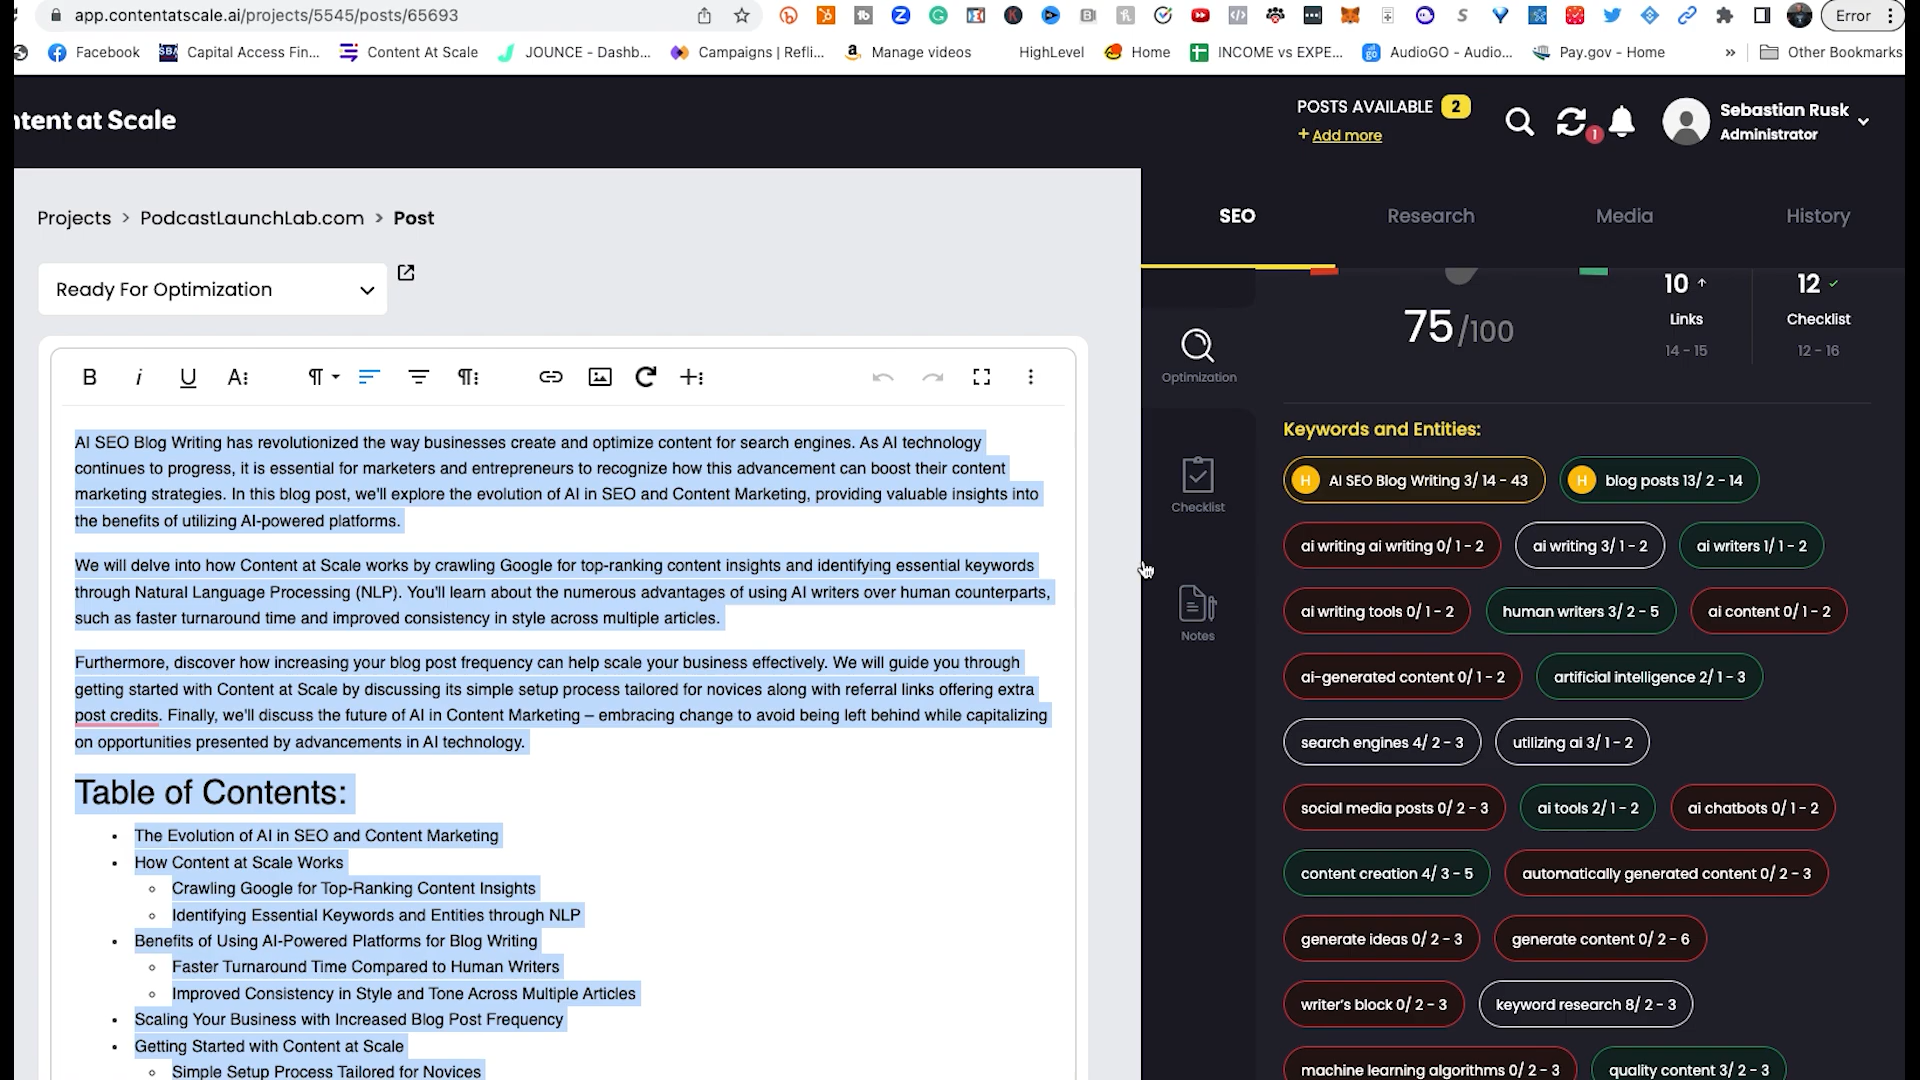 app.contentatscale.ai/projects/5545/posts/65693
Error
Facebook
Capital Access Fin...
Content At Scale
JOUNCE - Dashb...
Campaigns | Refli...
Manage videos
HighLevel
Home
INCOME vs EXPE...
AudioGO - Audio...
Pay.gov - Home
»
Other Bookmarks
ntent at Scale
POSTS AVAILABLE 2
+ Add more
1
Sebastian Rusk
Administrator
Projects > PodcastLaunchLab.com > Post
SEO
Research
Media
History
Ready For Optimization
Optimization
Checklist
Notes
75 /100
10 ↑
Links
14 - 15
12 ✓
Checklist
12 - 16
AI SEO Blog Writing has revolutionized the way businesses create and optimize content for search engines. As AI technology
continues to progress, it is essential for marketers and entrepreneurs to recognize how this advancement can boost their content
marketing strategies. In this blog post, we'll explore the evolution of AI in SEO and Content Marketing, providing valuable insights into
the benefits of utilizing AI-powered platforms.
We will delve into how Content at Scale works by crawling Google for top-ranking content insights and identifying essential keywords
through Natural Language Processing (NLP). You'll learn about the numerous advantages of using AI writers over human counterparts,
such as faster turnaround time and improved consistency in style across multiple articles.
Furthermore, discover how increasing your blog post frequency can help scale your business effectively. We will guide you through
getting started with Content at Scale by discussing its simple setup process tailored for novices along with referral links offering extra
post credits. Finally, we'll discuss the future of AI in Content Marketing – embracing change to avoid being left behind while capitalizing
on opportunities presented by advancements in AI technology.
Table of Contents:
• The Evolution of AI in SEO and Content Marketing
• How Content at Scale Works
◦ Crawling Google for Top-Ranking Content Insights
◦ Identifying Essential Keywords and Entities through NLP
• Benefits of Using AI-Powered Platforms for Blog Writing
◦ Faster Turnaround Time Compared to Human Writers
◦ Improved Consistency in Style and Tone Across Multiple Articles
• Scaling Your Business with Increased Blog Post Frequency
• Getting Started with Content at Scale
◦ Simple Setup Process Tailored for Novices
Keywords and Entities:
H AI SEO Blog Writing 3/ 14 - 43
H blog posts 13/ 2 - 14
ai writing ai writing 0/ 1 - 2
ai writing 3/ 1 - 2
ai writers 1/ 1 - 2
ai writing tools 0/ 1 - 2
human writers 3/ 2 - 5
ai content 0/ 1 - 2
ai-generated content 0/ 1 - 2
artificial intelligence 2/ 1 - 3
search engines 4/ 2 - 3
utilizing ai 3/ 1 - 2
social media posts 0/ 2 - 3
ai tools 2/ 1 - 2
ai chatbots 0/ 1 - 2
content creation 4/ 3 - 5
automatically generated content 0/ 2 - 3
generate ideas 0/ 2 - 3
generate content 0/ 2 - 6
writer's block 0/ 2 - 3
keyword research 8/ 2 - 3
machine learning algorithms 0/ 2 - 3
quality content 3/ 2 - 3